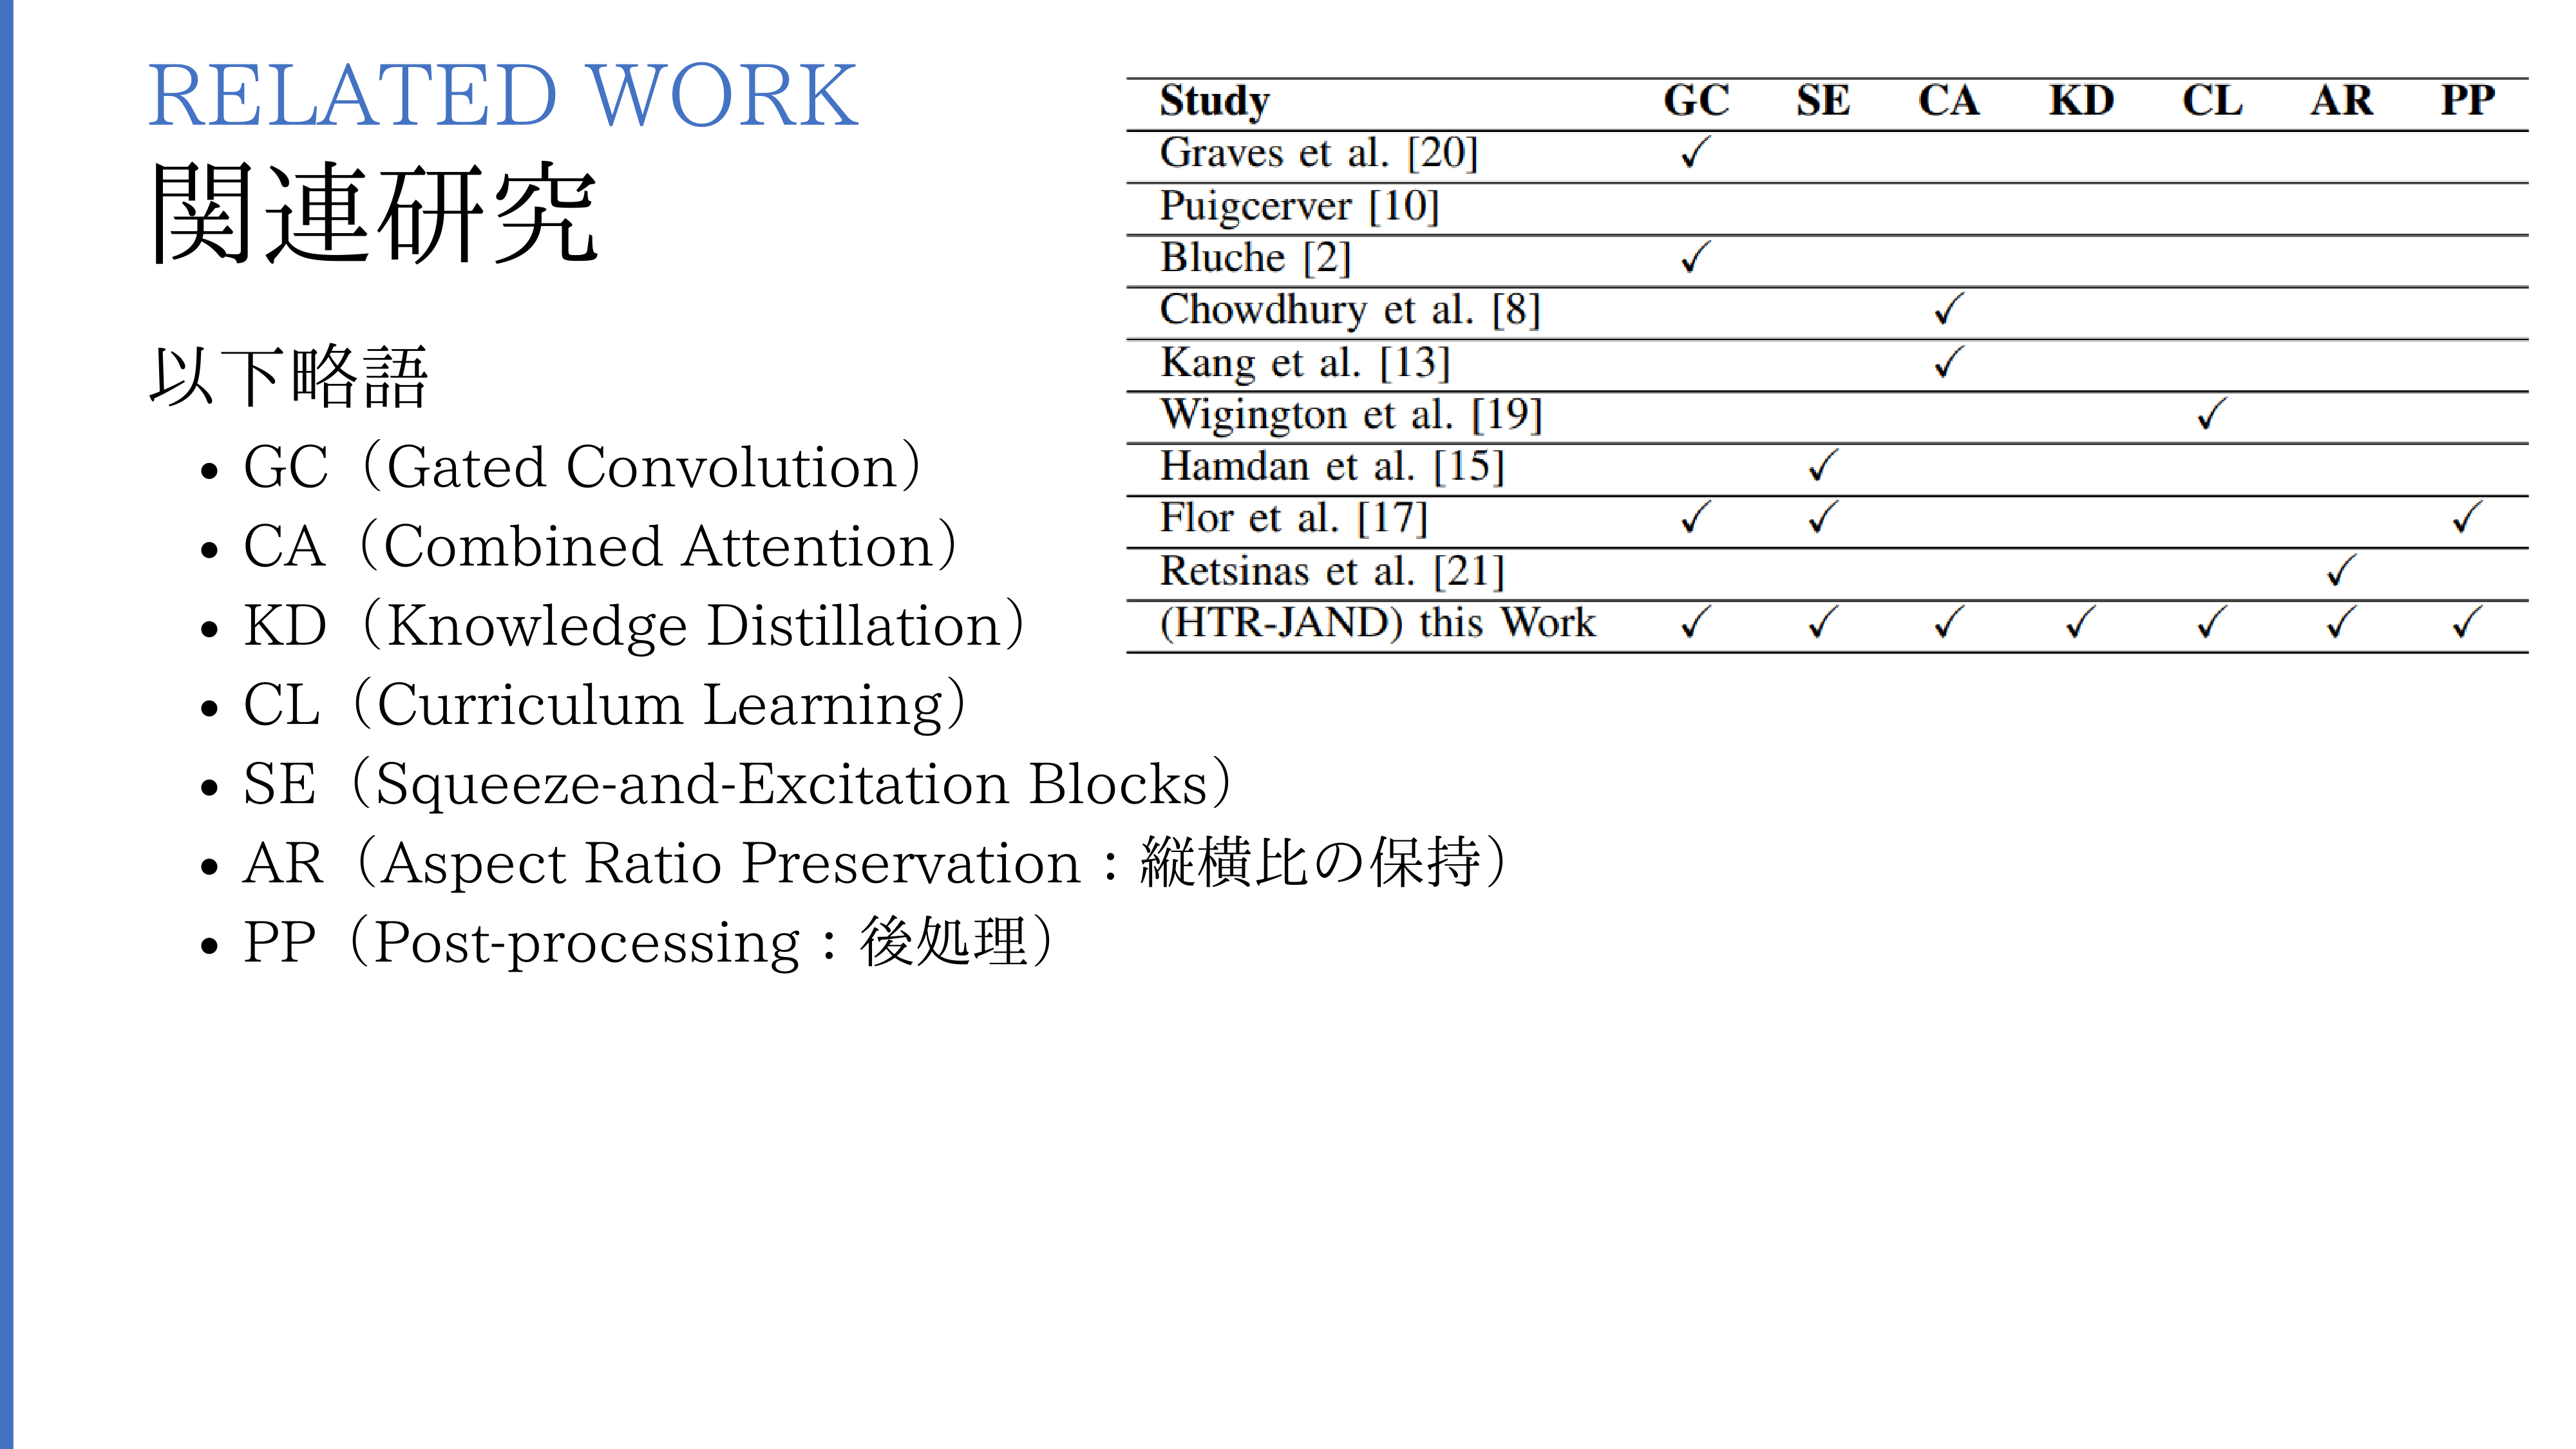 RELATED WORK
関連研究
以下略語
• GC（Gated Convolution）
• CA（Combined Attention）
• KD（Knowledge Distillation）
• CL（Curriculum Learning）
• SE（Squeeze-and-Excitation Blocks）
• AR（Aspect Ratio Preservation：縦横比の保持）
• PP（Post-processing：後処理）
Study GC SE CA KD CL AR PP
Graves et al. [20] ✓
Puigcerver [10]
Bluche [2] ✓
Chowdhury et al. [8] ✓
Kang et al. [13] ✓
Wigington et al. [19] ✓
Hamdan et al. [15] ✓
Flor et al. [17] ✓ ✓ ✓
Retsinas et al. [21] ✓
(HTR-JAND) this Work ✓ ✓ ✓ ✓ ✓ ✓ ✓